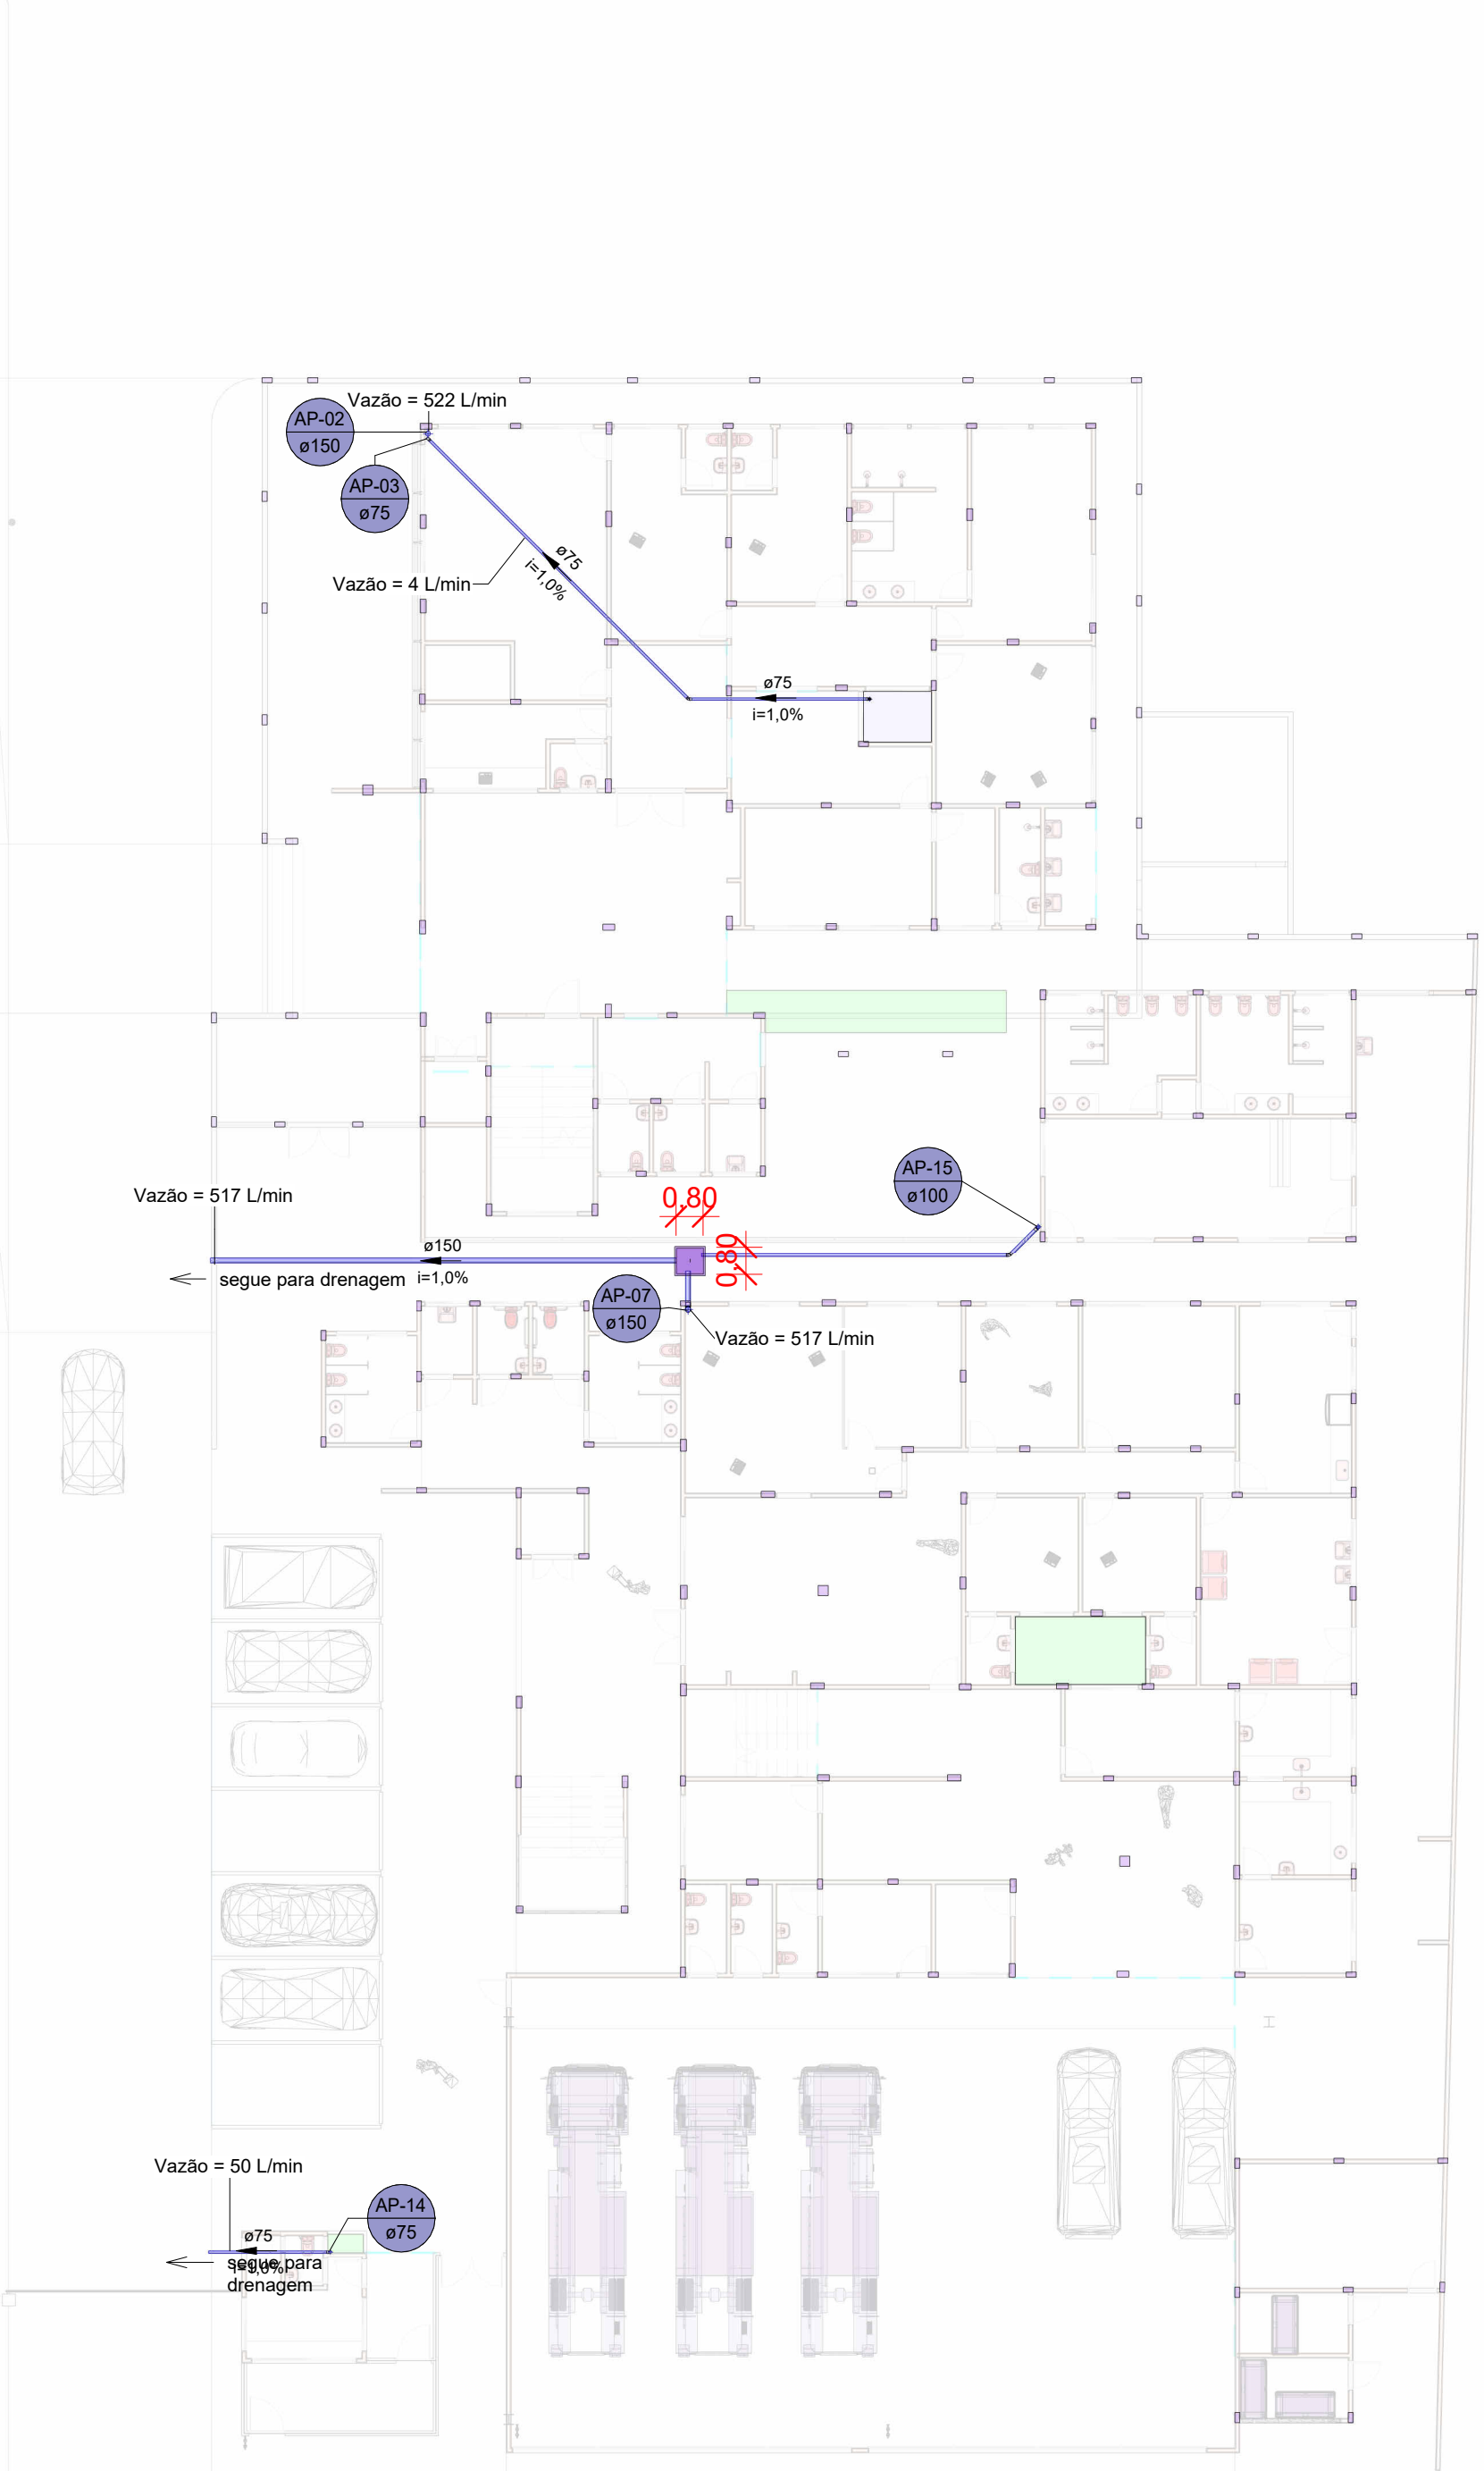 Vazão = 522 L/min
AP-02
ø150
AP-03
ø75
ø75
i=1,0%
Vazão = 4 L/min
ø75
i=1,0%
AP-15
ø100
Vazão = 517 L/min
0,80
0,80
ø150
i=1,0%
segue para drenagem
AP-07
ø150
Vazão = 517 L/min
Vazão = 50 L/min
AP-14
ø75
ø75
i=1,0%
segue para
drenagem